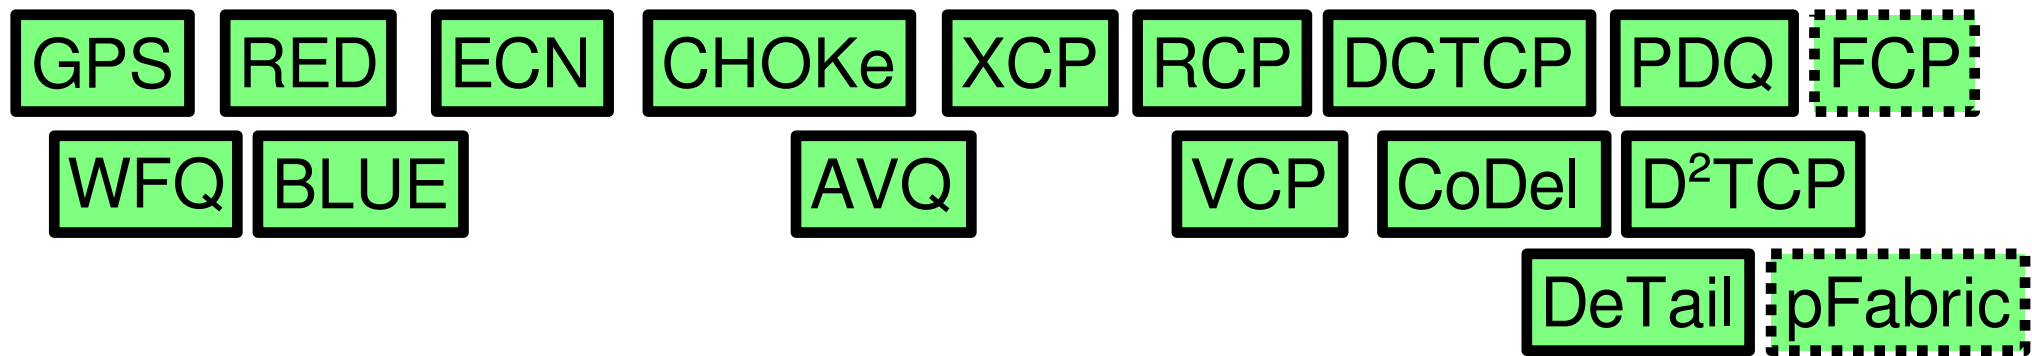 GPS RED ECN CHOKe XCP RCP DCTCP PDQ FCP
WFQ BLUE AVQ VCP CoDel D²TCP
DeTail pFabric